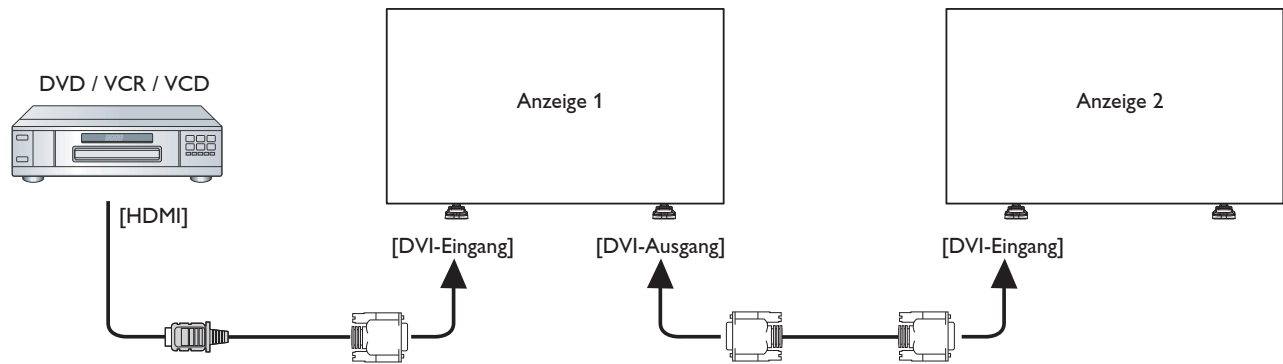 DVD / VCR / VCD
Anzeige 1
Anzeige 2
[HDMI]
[DVI-Eingang]
[DVI-Ausgang]
[DVI-Eingang]